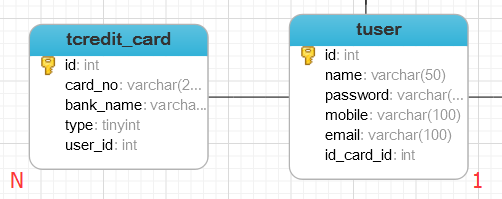 tcredit_card
id: int
card_no: varchar(2...
bank_name: varcha...
type: tinyint
user_id: int
N
tuser
id: int
name: varchar(50)
password: varchar(...
mobile: varchar(100)
email: varchar(100)
id_card_id: int
1